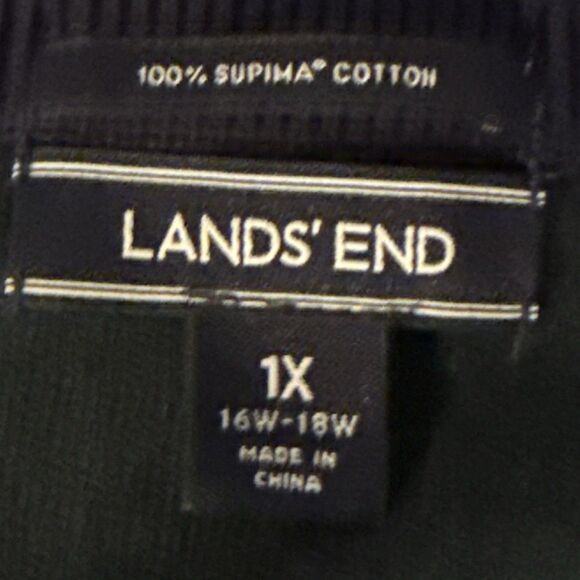 100% SUPIMA® COTTON
LANDS' END
1X
16W-18W
MADE IN
CHINA